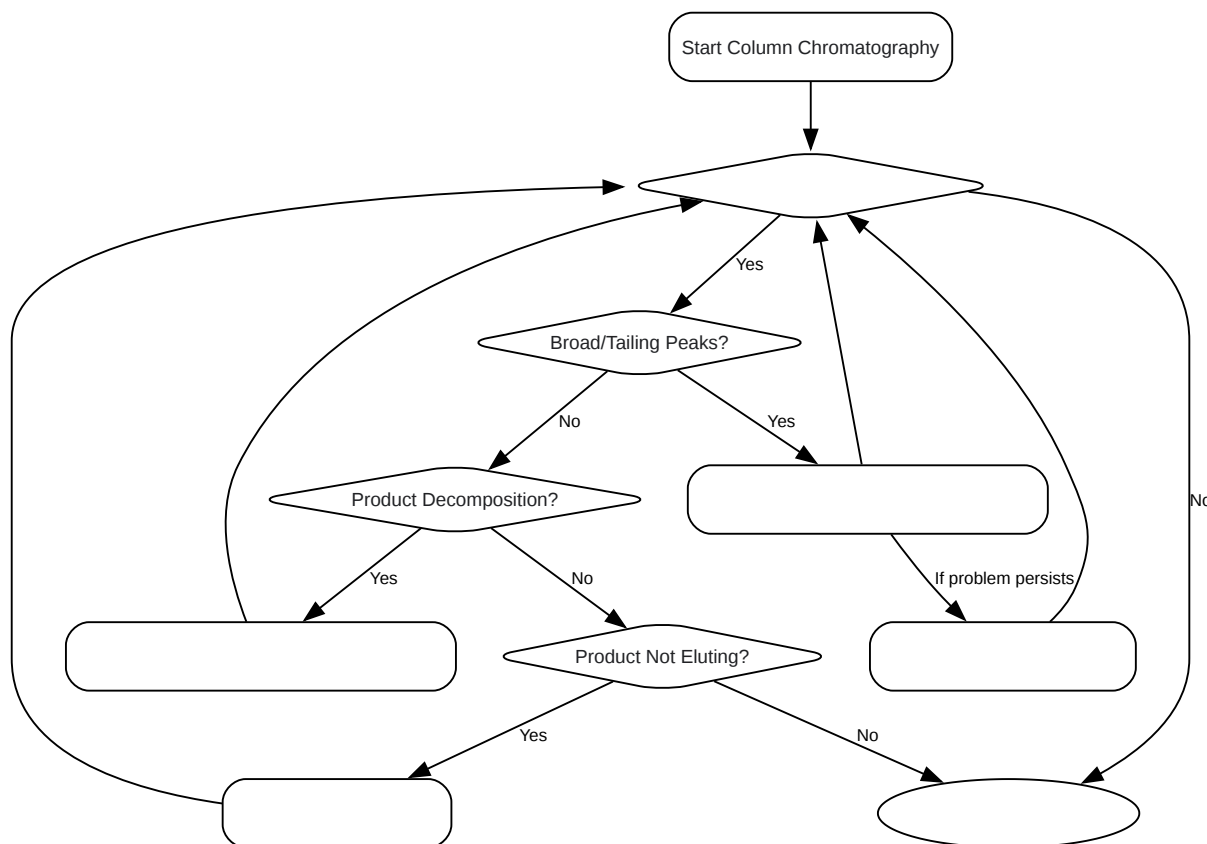 Start Column Chromatography
Yes
Broad/Tailing Peaks?
No
Yes
Product Decomposition?
No
Yes
No
If problem persists
Product Not Eluting?
Yes
No